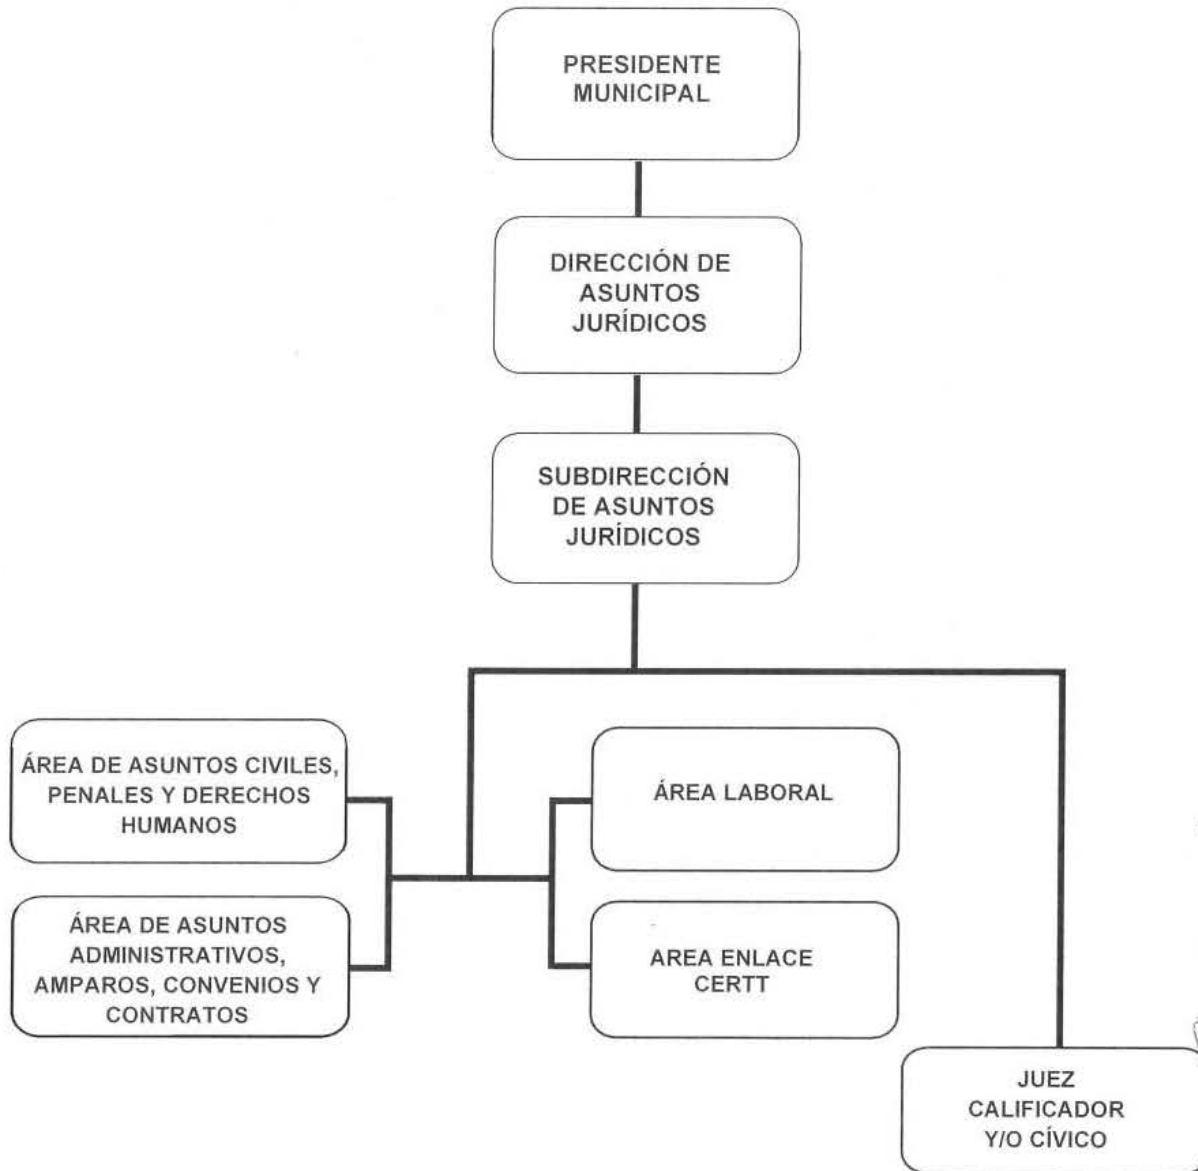 PRESIDENTE
MUNICIPAL
DIRECCIÓN DE
ASUNTOS
JURÍDICOS
SUBDIRECCIÓN
DE ASUNTOS
JURÍDICOS
ÁREA DE ASUNTOS CIVILES,
PENALES Y DERECHOS
HUMANOS
ÁREA LABORAL
ÁREA DE ASUNTOS
ADMINISTRATIVOS,
AMPAROS, CONVENIOS Y
CONTRATOS
AREA ENLACE
CERTT
JUEZ
CALIFICADOR
Y/O CÍVICO